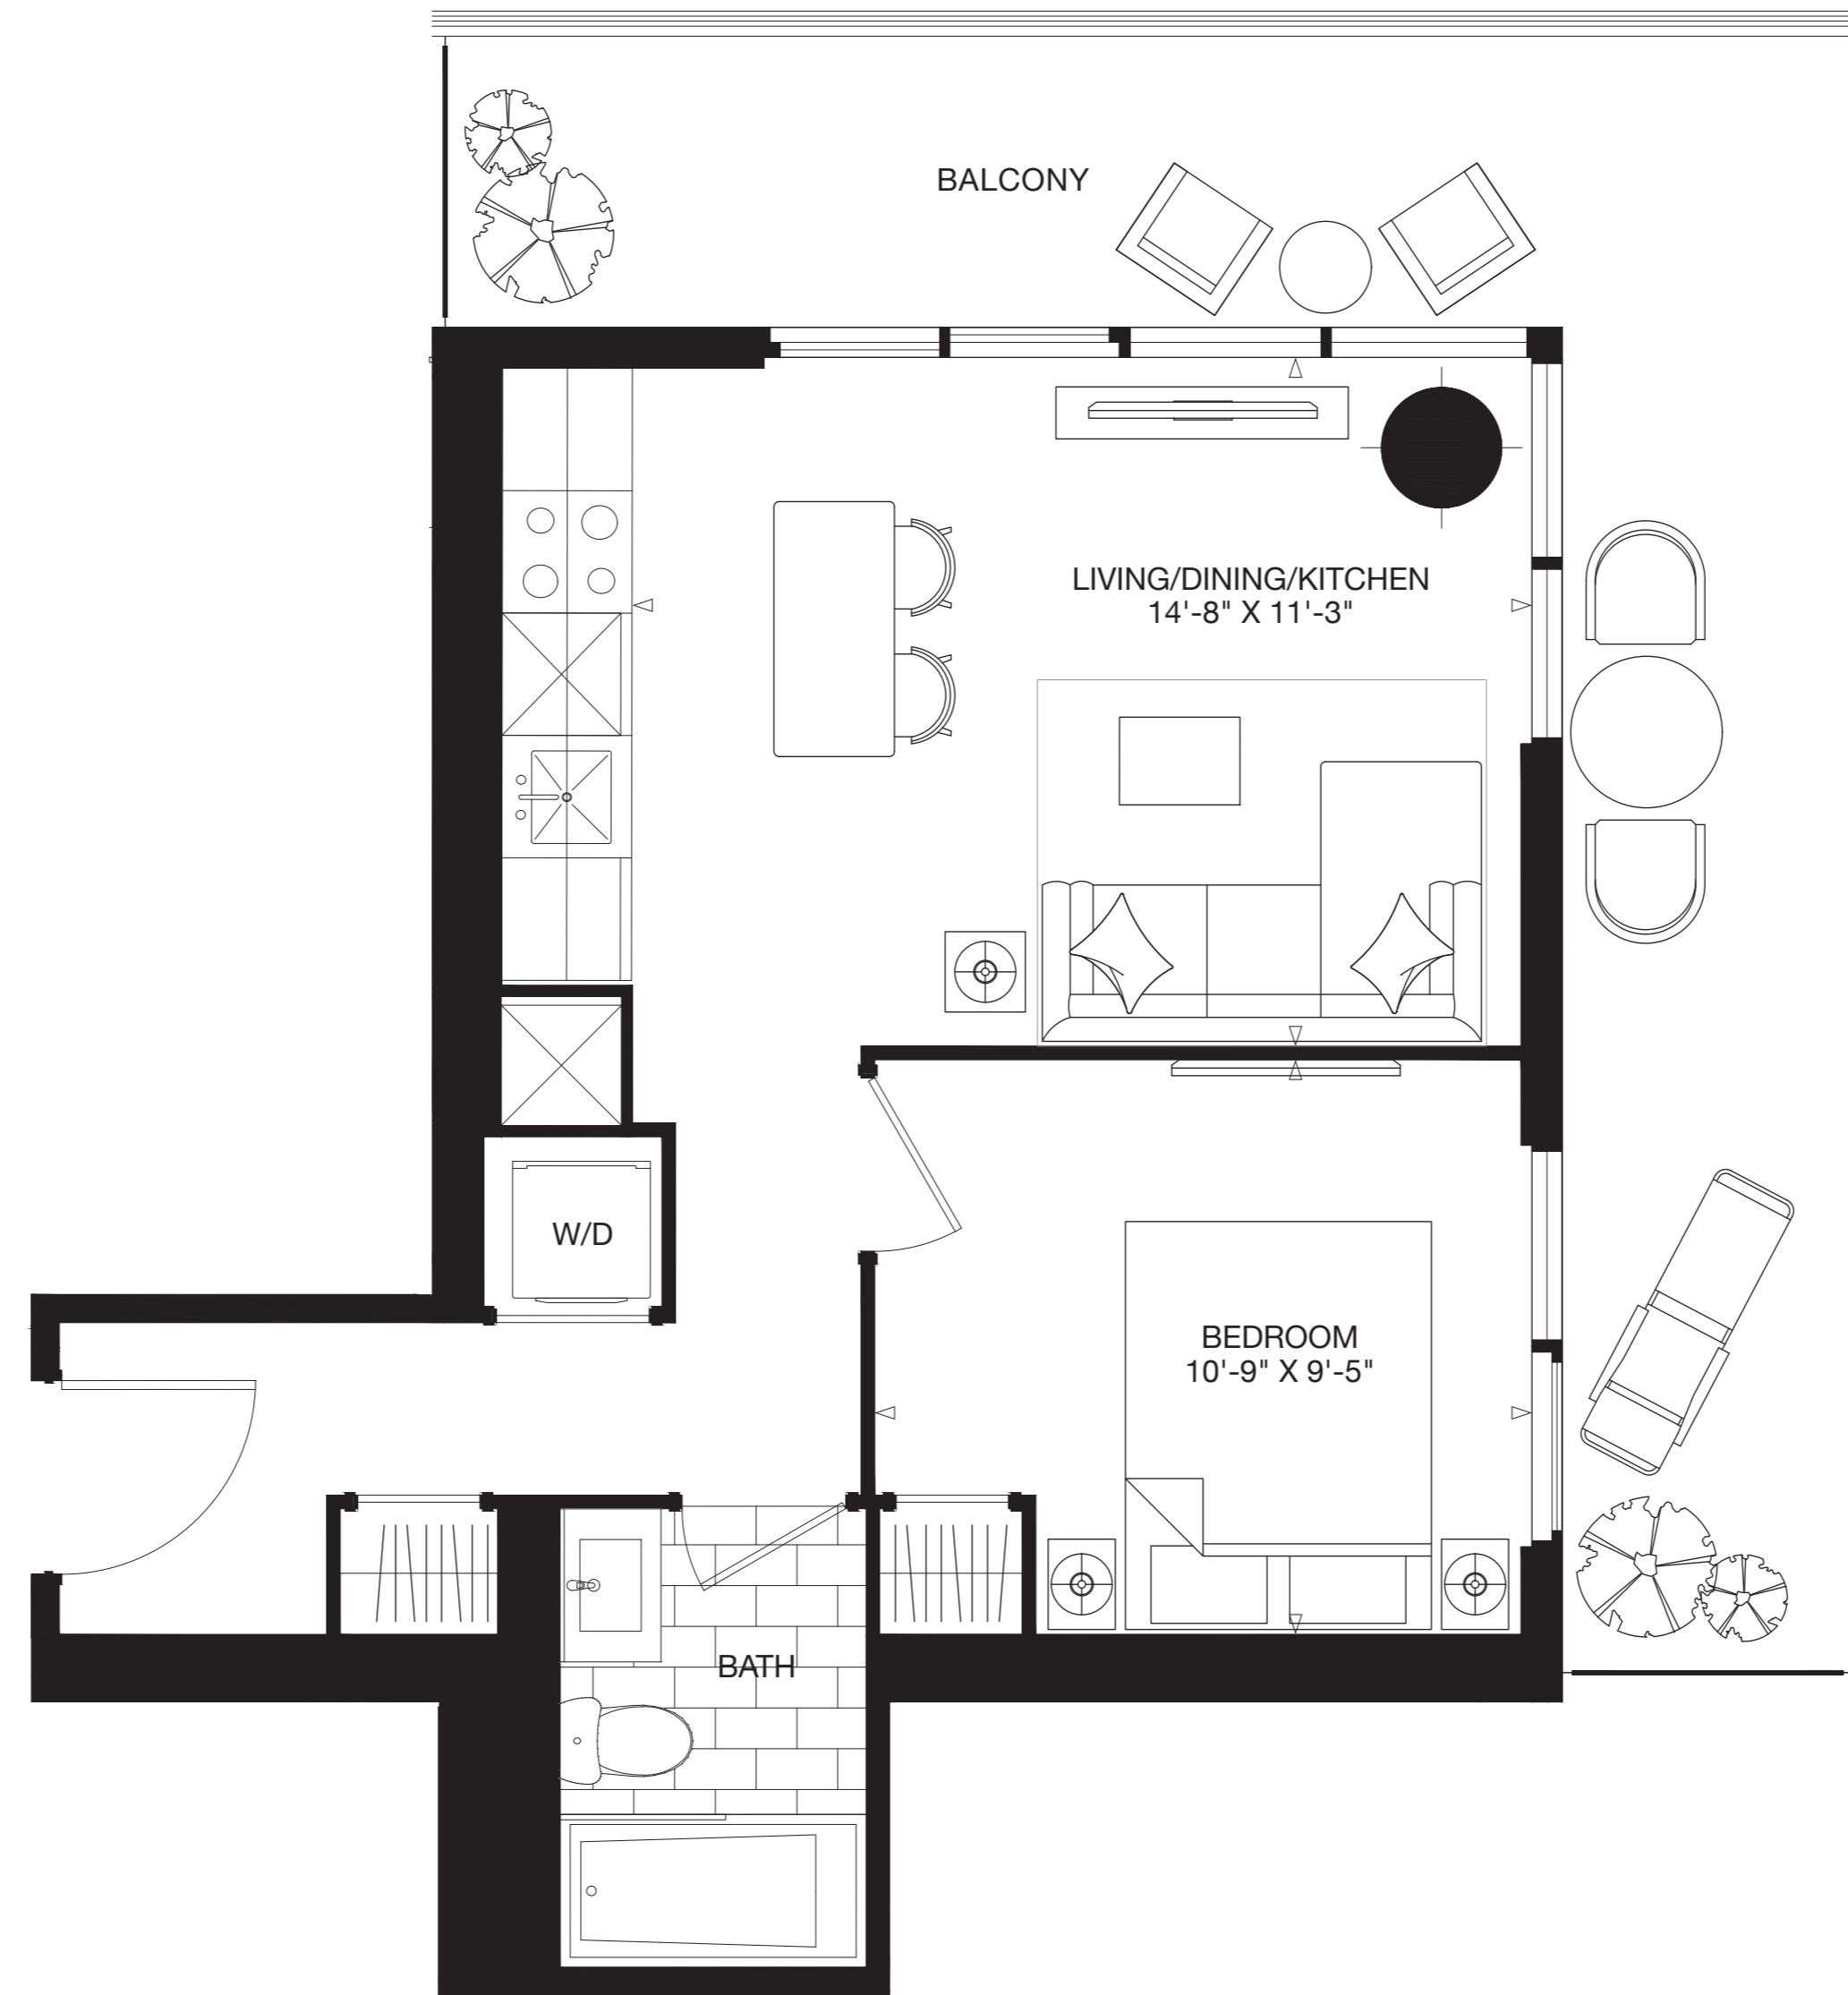 BALCONY
LIVING/DINING/KITCHEN
14'-8" X 11'-3"
W/D
BEDROOM
10'-9" X 9'-5"
BATH